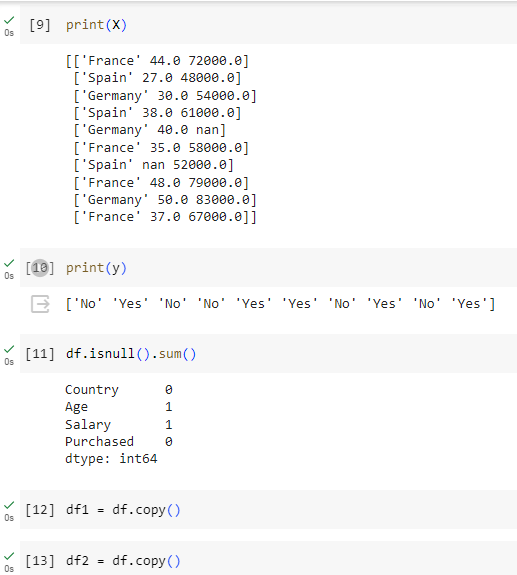 [9] print(X)
0s
[['France' 44.0 72000.0]
['Spain' 27.0 48000.0]
['Germany' 30.0 54000.0]
['Spain' 38.0 61000.0]
['Germany' 40.0 nan]
['France' 35.0 58000.0]
['Spain' nan 52000.0]
['France' 48.0 79000.0]
['Germany' 50.0 83000.0]
['France' 37.0 67000.0]]
[10] print(y)
0s
['No' 'Yes' 'No' 'No' 'Yes' 'Yes' 'No' 'Yes' 'No' 'Yes']
[11] df.isnull().sum()
0s
Country 0
Age 1
Salary 1
Purchased 0
dtype: int64
[12] df1 = df.copy()
0s
[13] df2 = df.copy()
0s